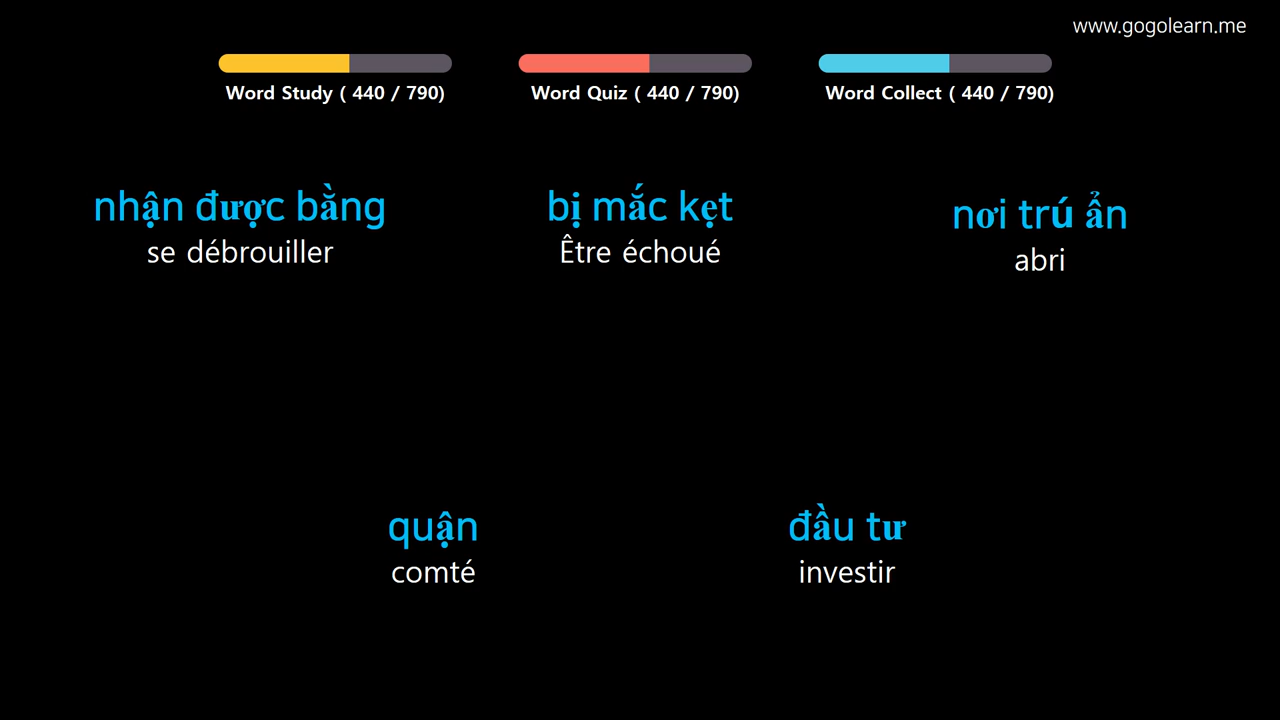 www.gogolearn.me
Word Study ( 440 / 790)
Word Quiz ( 440 / 790)
Word Collect ( 440 / 790)
nhận được bằng
se débrouiller
bị mắc kẹt
Être échoué
nơi trú ẩn
abri
quận
comté
đầu tư
investir